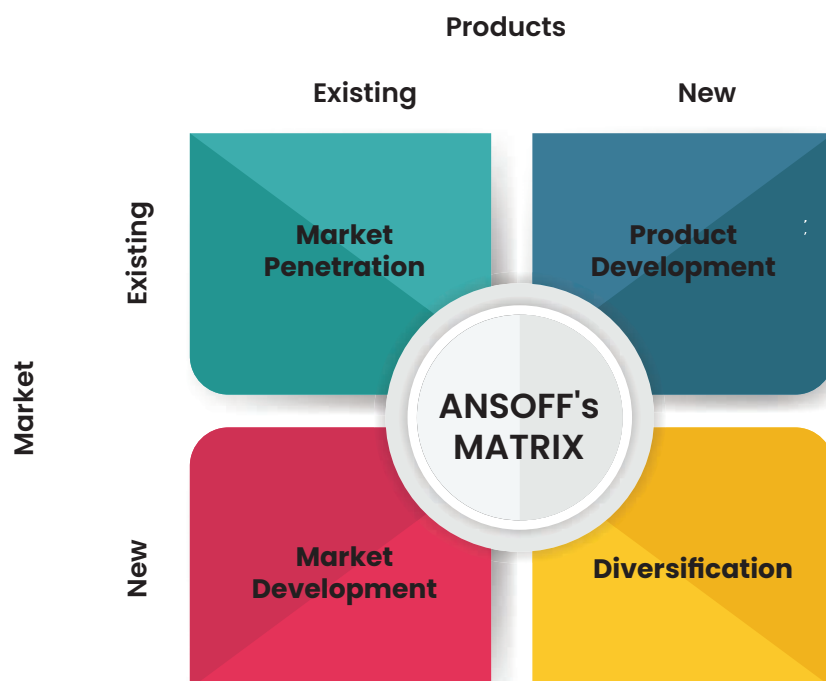 Products
Existing
New
Existing
Market
Penetration
Product
Development
Market
ANSOFF's
MATRIX
New
Market
Development
Diversification